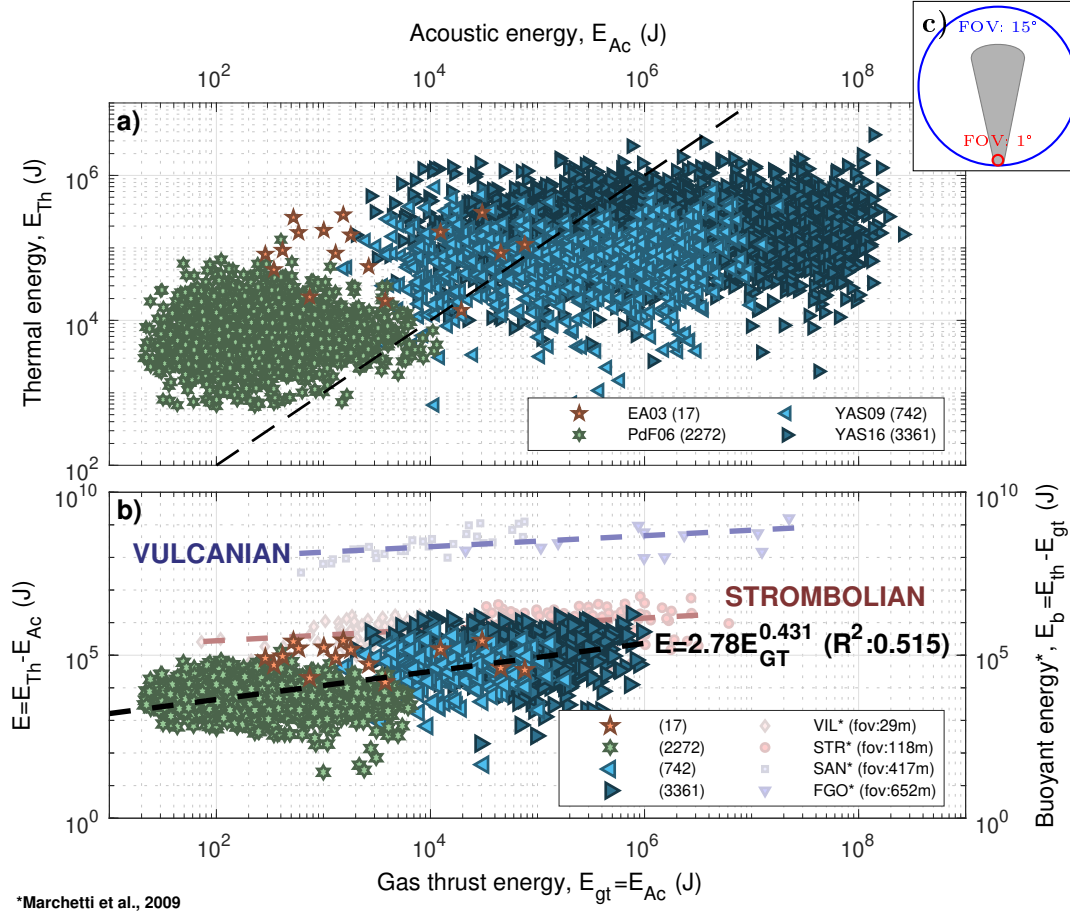 Acoustic energy, E_Ac (J)
10^2 10^4 10^6 10^8
c)
FOV: 15°
FOV: 1°
a)
Thermal energy, E_Th (J)
10^6
10^4
10^2
EA03 (17)
PdF06 (2272)
YAS09 (742)
YAS16 (3361)
b)
10^10
10^5
10^0
E=E_Th-E_Ac (J)
VULCANIAN
STROMBOLIAN
E=2.78E_GT^0.431 (R^2:0.515)
(17)
(2272)
(742)
(3361)
VIL* (fov:29m)
STR* (fov:118m)
SAN* (fov:417m)
FGO* (fov:652m)
10^10
10^5
10^0
Buoyant energy*, E_b=E_th-E_gt (J)
10^2 10^4 10^6 10^8
Gas thrust energy, E_gt=E_Ac (J)
*Marchetti et al., 2009